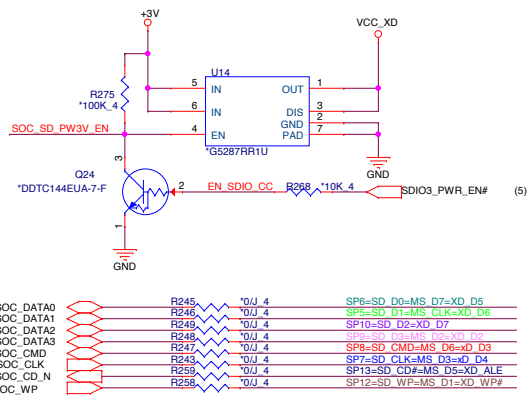 +3V
VCC_XD
U14
5 IN OUT 1
R275
*100K_4
6 IN DIS 3
GND 2
SOC_SD_PW3V_EN 4 EN PAD 7
*G5287RR1U
3
Q24
*DDTC144EUA-7-F
GND
2 EN_SDIO_CC R268 *10K_4 SDIO3_PWR_EN# (5)
1
GND
SOC_DATA0 R245 *0/J_4 SP6=SD_D0=MS_D7=XD_D5
SOC_DATA1 R246 *0/J_4 SP5=SD_D1=MS_CLK=XD_D6
SOC_DATA2 R249 *0/J_4 SP10=SD_D2=XD_D7
SOC_DATA3 R248 *0/J_4 SP9=SD_D3=MS_D2=XD_D2
SOC_CMD R247 *0/J_4 SP8=SD_CMD=MS_D6=xD_D3
SOC_CLK R243 *0/J_4 SP7=SD_CLK=MS_D3=xD_D4
SOC_CD_N R259 *0/J_4 SP13=SD_CD#=MS_D5=XD_ALE
OC_WP R258 *0/J_4 SP12=SD_WP=MS_D1=XD_WP#